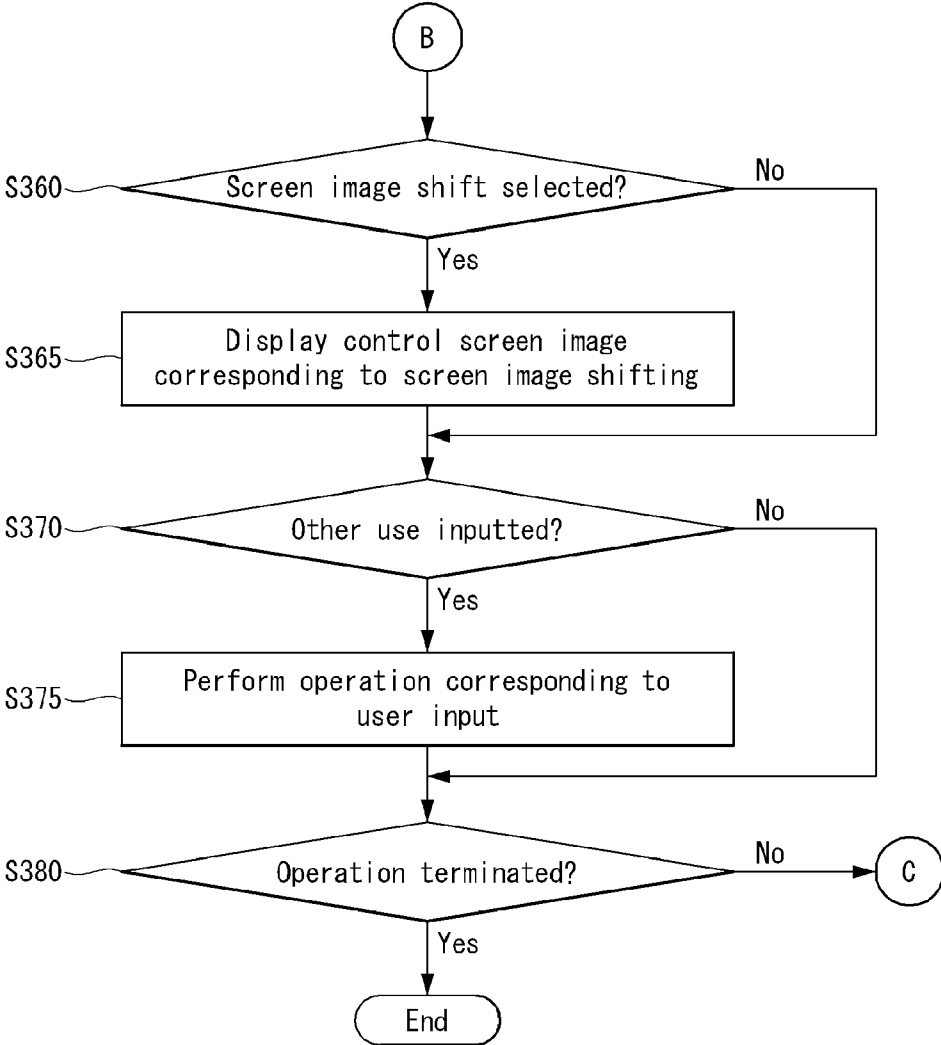 B
S360
Screen image shift selected?
No
Yes
S365
Display control screen image
corresponding to screen image shifting
S370
Other use inputted?
No
Yes
S375
Perform operation corresponding to
user input
S380
Operation terminated?
No
C
Yes
End